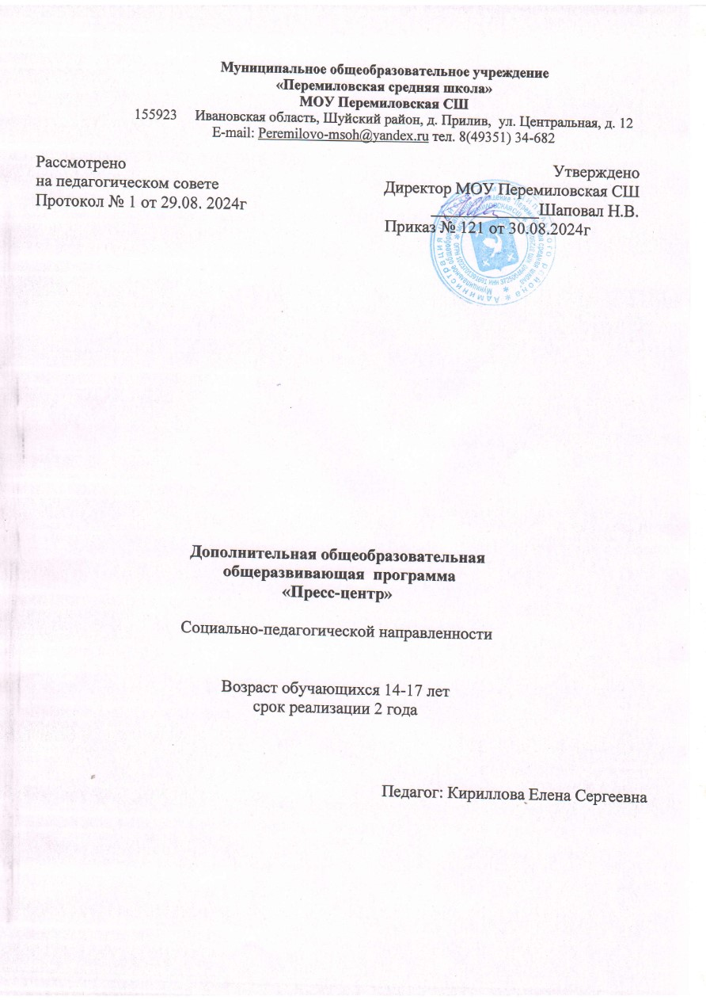 Муниципальное общеобразовательное учреждение
«Перемиловская средняя школа»
МОУ Перемиловская СШ
155923 Ивановская область, Шуйский район, д. Прилив, ул. Центральная, д. 12
E-mail: Peremilovo-msoh@yandex.ru тел. 8(49351) 34-682
Рассмотрено
на педагогическом совете
Протокол № 1 от 29.08. 2024г
Утверждено
Директор МОУ Перемиловская СШ
____________Шаповал Н.В.
Приказ № 121 от 30.08.2024г
Дополнительная общеобразовательная
общеразвивающая программа
«Пресс-центр»
Социально-педагогической направленности
Возраст обучающихся 14-17 лет
срок реализации 2 года
Педагог: Кириллова Елена Сергеевна